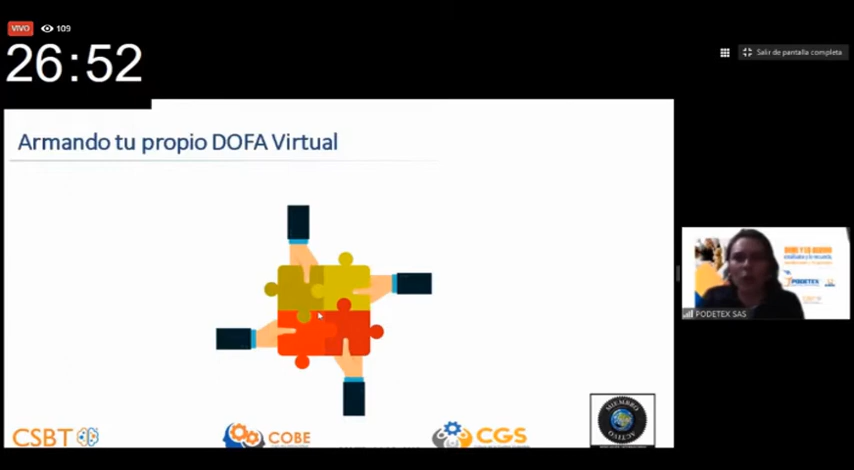 VIVO 109
26:52
Salir de pantalla completa
Armando tu propio DOFA Virtual
PODETEX
PODETEX SAS
CSBT
COBE
CGS
MIEMBRO
ACTIVO